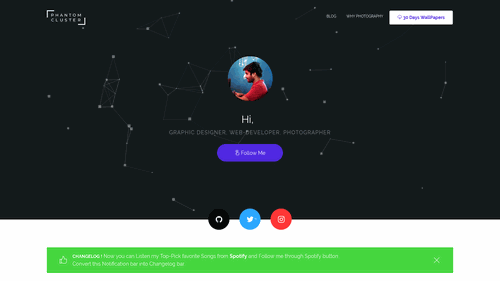 PHANTOM
CLUSTER
BLOG
WHY PHOTOGRAPHY
30 Days WallPapers
Hi,
GRAPHIC DESIGNER. WEB-DEVELOPER. PHOTOGRAPHER
Follow Me
CHANGELOG ! Now you can Listen my Top-Pick favorite Songs from Spotify and Follow me through Spotify button.
Convert this Notification bar into Changelog bar